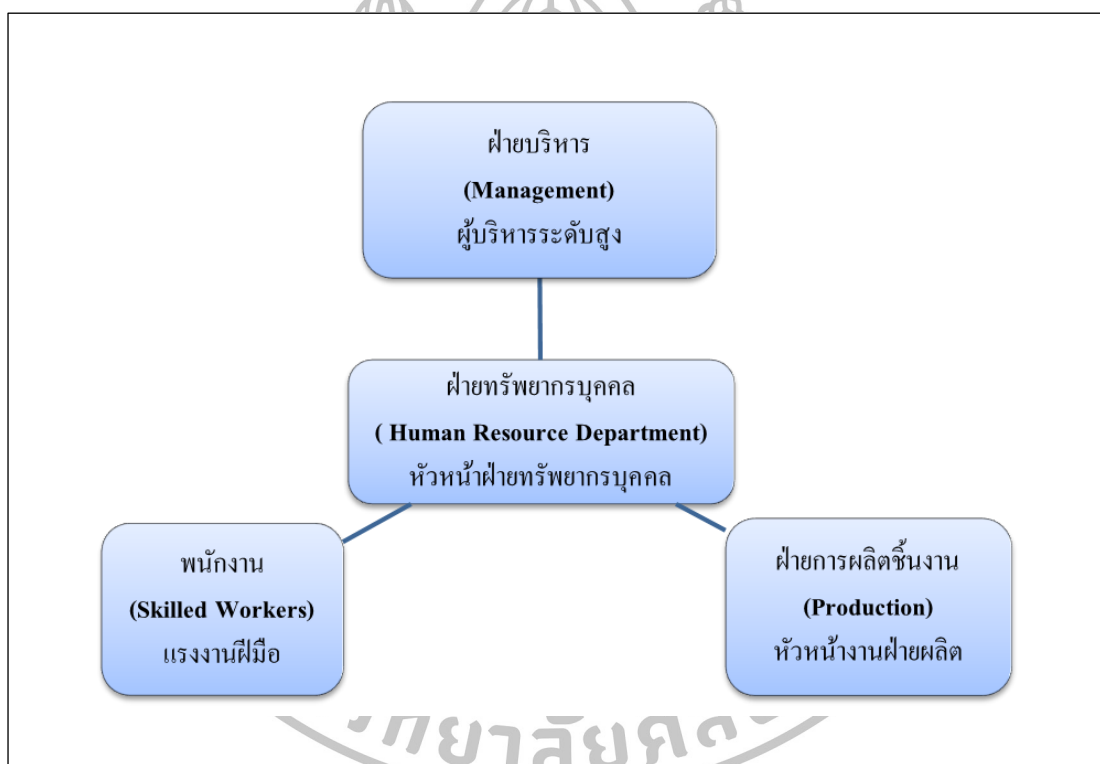 ฝ่ายบริหาร
(Management)
ผู้บริหารระดับสูง
ฝ่ายทรัพยากรบุคคล
( Human Resource Department)
หัวหน้าฝ่ายทรัพยากรบุคคล
พนักงาน
(Skilled Workers)
แรงงานฝีมือ
ฝ่ายการผลิตชิ้นงาน
(Production)
หัวหน้างานฝ่ายผลิต